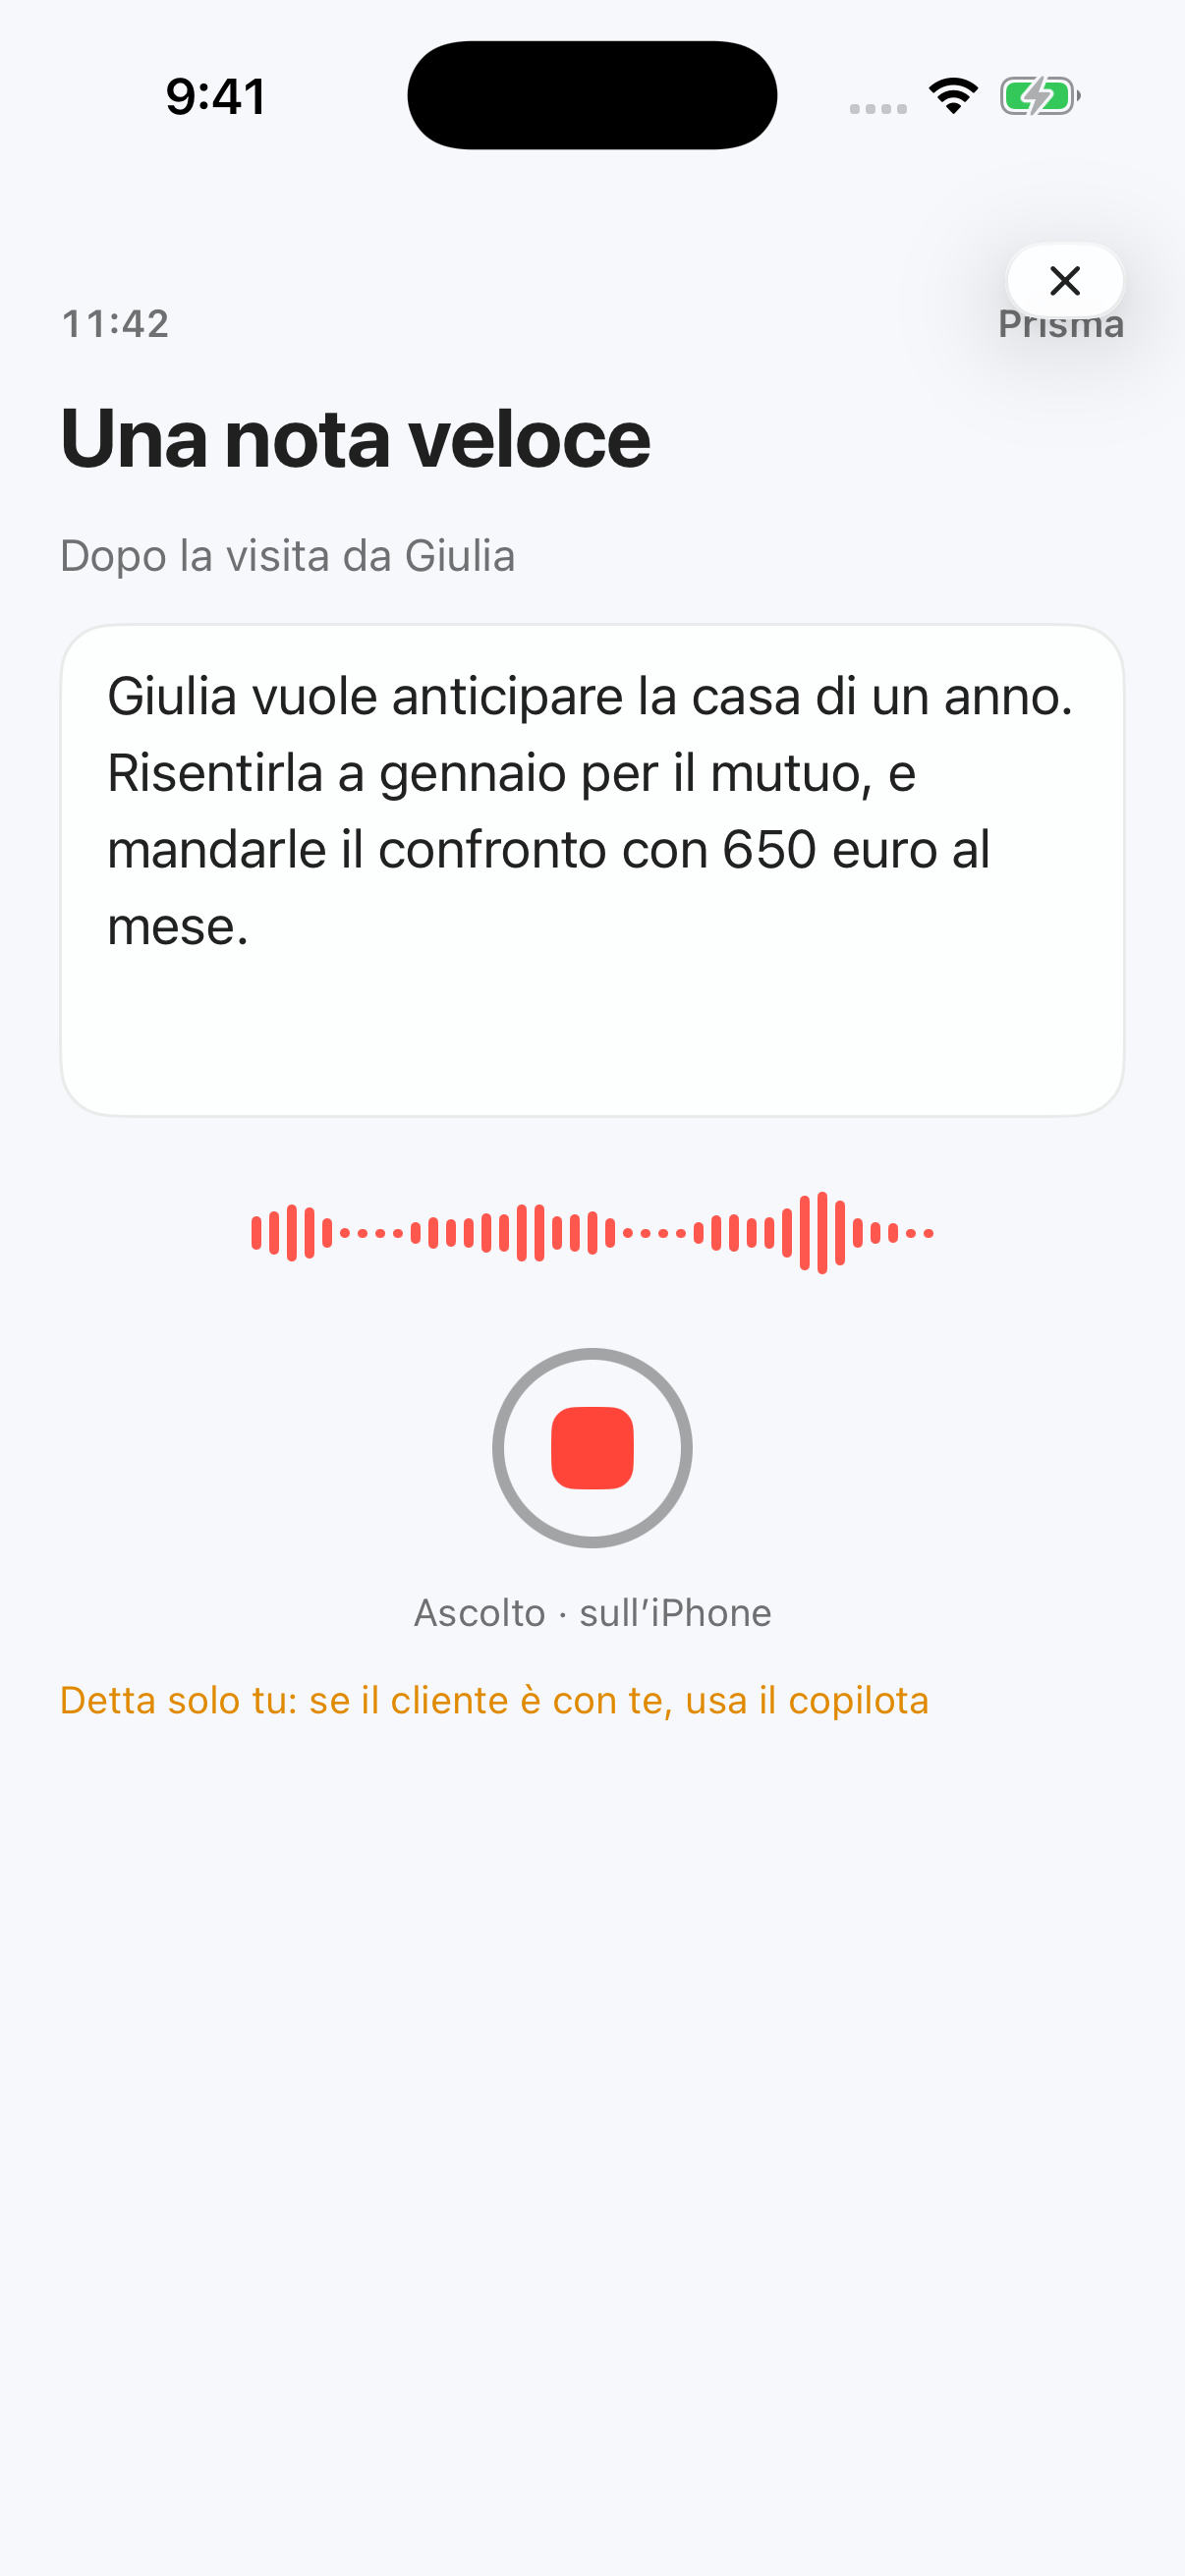 9:41
11:42
Prisma
Una nota veloce
Dopo la visita da Giulia
Giulia vuole anticipare la casa di un anno.
Risentirla a gennaio per il mutuo, e
mandarle il confronto con 650 euro al
mese.
Ascolto · sull’iPhone
Detta solo tu: se il cliente è con te, usa il copilota